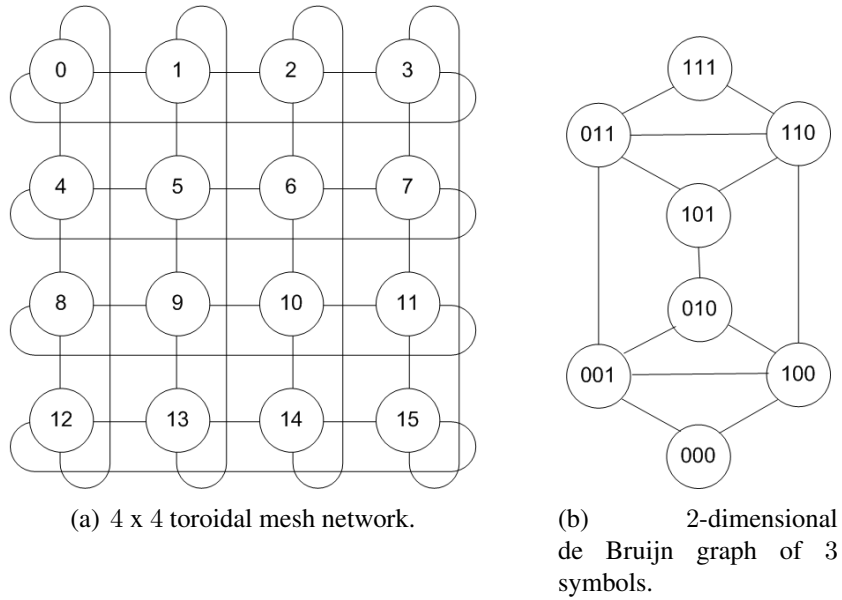 0 1 2 3
4 5 6 7
8 9 10 11
12 13 14 15
(a) 4 x 4 toroidal mesh network.
111
011 110
101
010
001 100
000
(b) 2-dimensional
de Bruijn graph of 3
symbols.